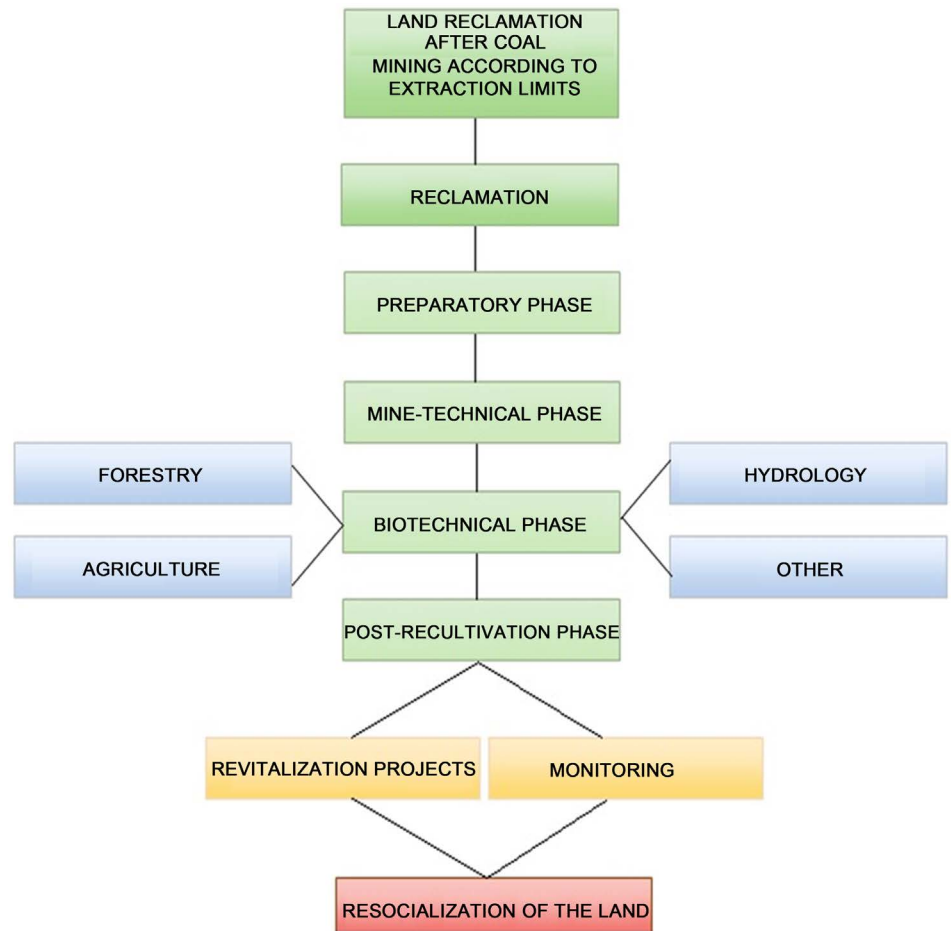 LAND RECLAMATION
AFTER COAL
MINING ACCORDING TO
EXTRACTION LIMITS
RECLAMATION
PREPARATORY PHASE
MINE-TECHNICAL PHASE
FORESTRY
HYDROLOGY
BIOTECHNICAL PHASE
AGRICULTURE
OTHER
POST-RECULTIVATION PHASE
REVITALIZATION PROJECTS
MONITORING
RESOCIALIZATION OF THE LAND